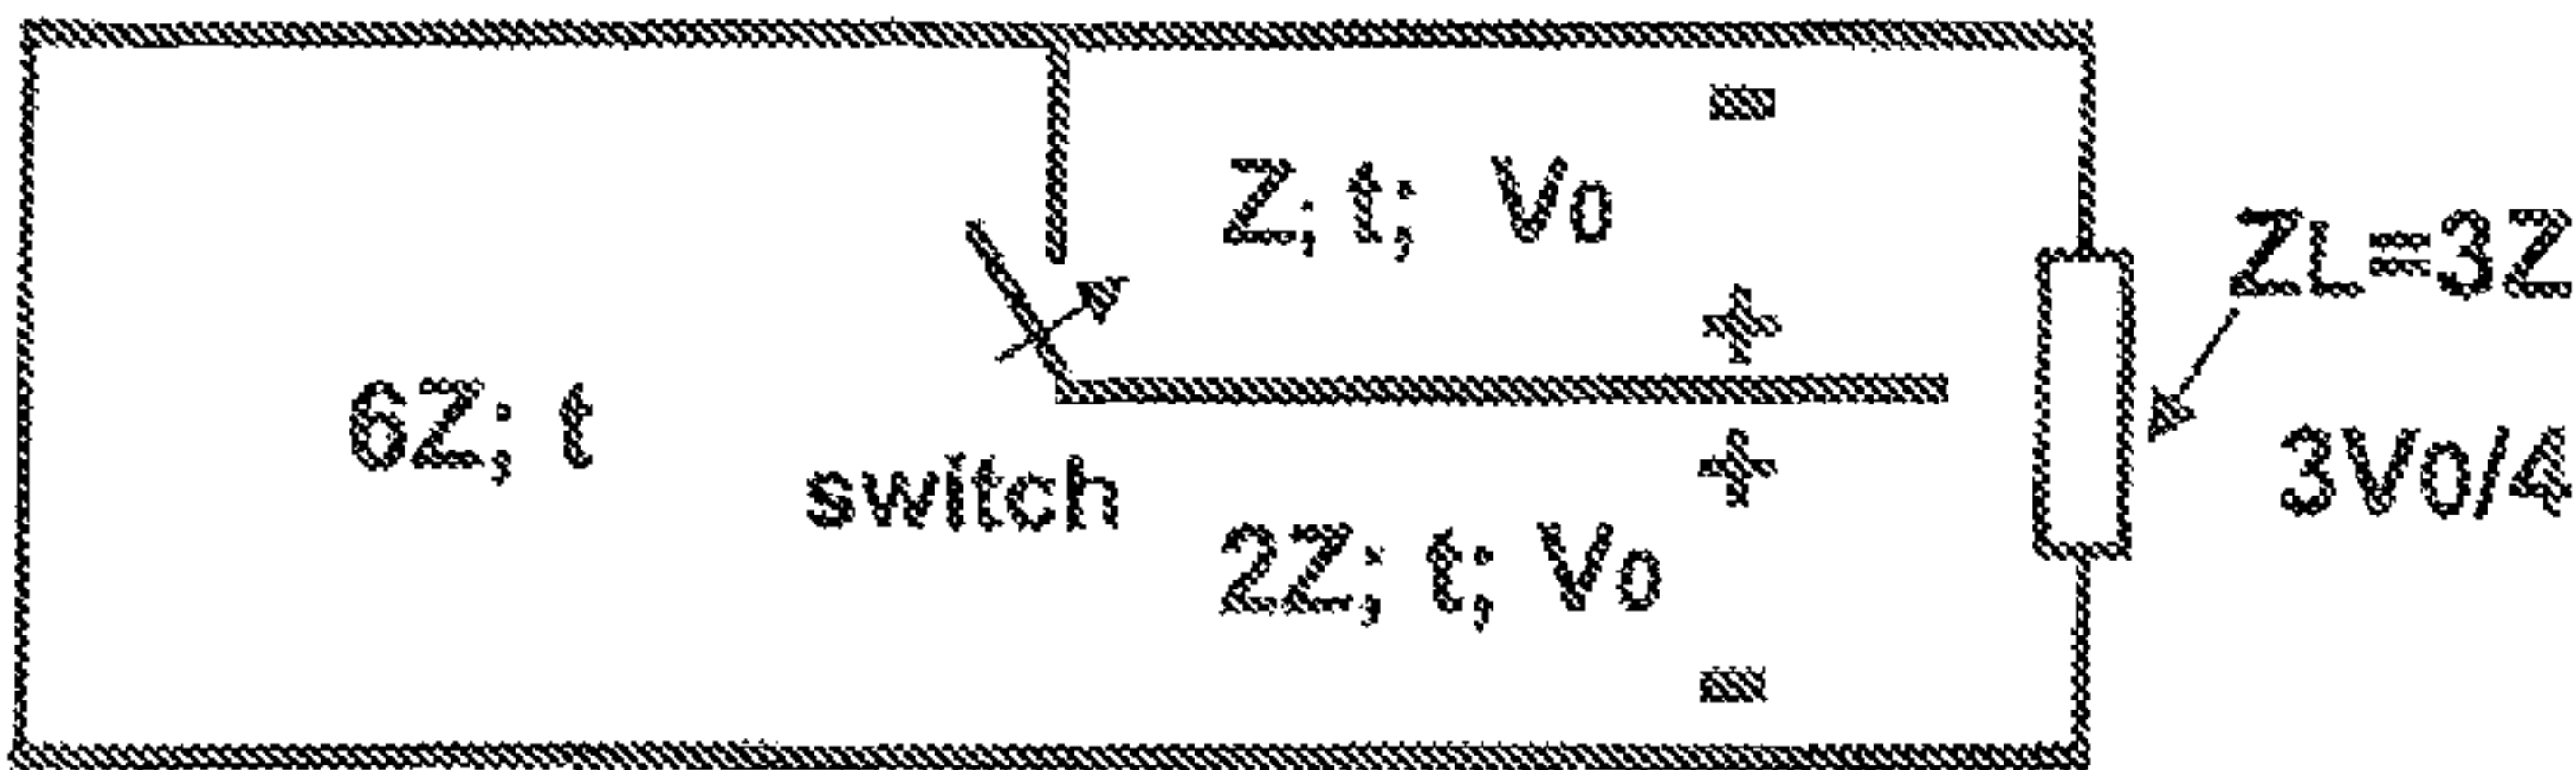 −
Z; t; V0
+
ZL=3Z
6Z; t
+
3V0/4
switch
2Z; t; V0
−